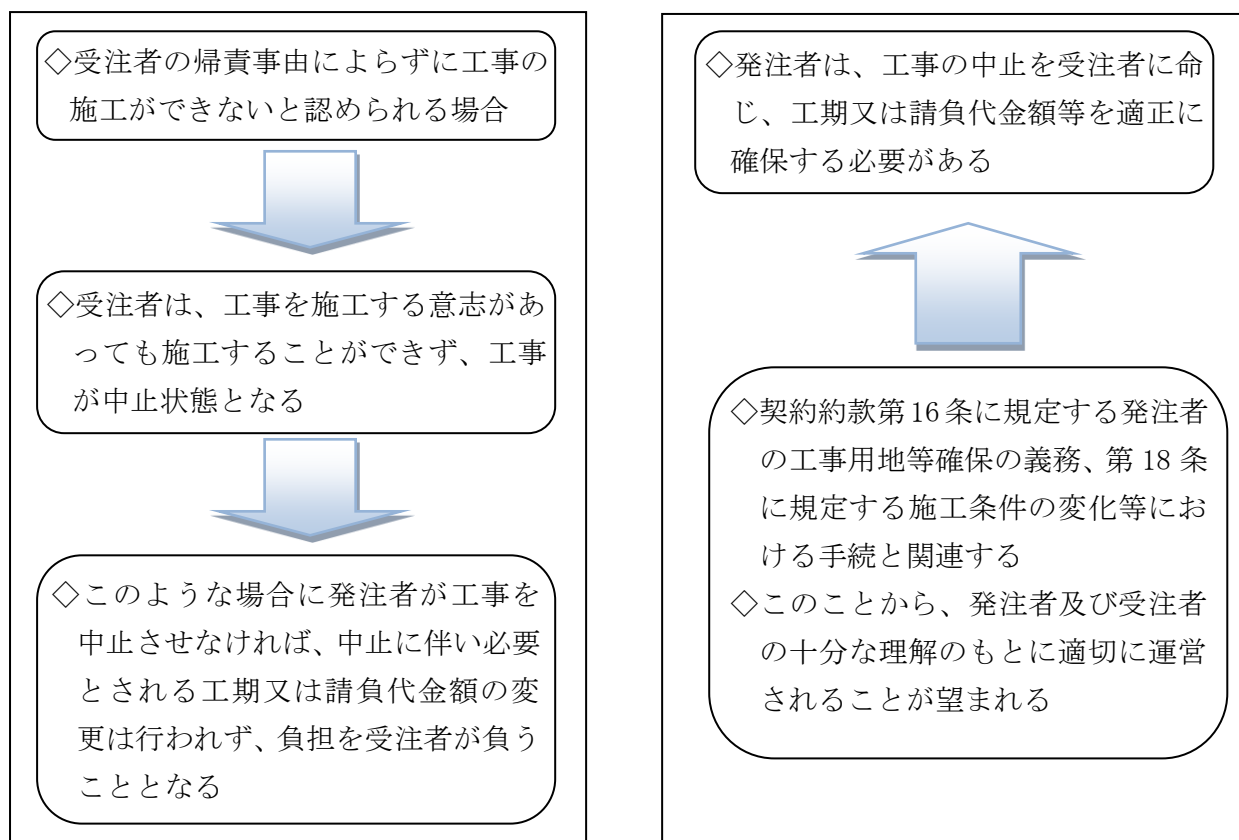 ◇受注者の帰責事由によらずに工事の
施工ができないと認められる場合
◇受注者は、工事を施工する意志があ
っても施工することができず、工事
が中止状態となる
◇このような場合に発注者が工事を
中止させなければ、中止に伴い必要
とされる工期又は請負代金額の変
更は行われず、負担を受注者が負う
こととなる
◇発注者は、工事の中止を受注者に命
じ、工期又は請負代金額等を適正に
確保する必要がある
◇契約約款第16条に規定する発注者
の工事用地等確保の義務、第 18 条
に規定する施工条件の変化等にお
ける手続と関連する
◇このことから、発注者及び受注者
の十分な理解のもとに適切に運営
されることが望まれる